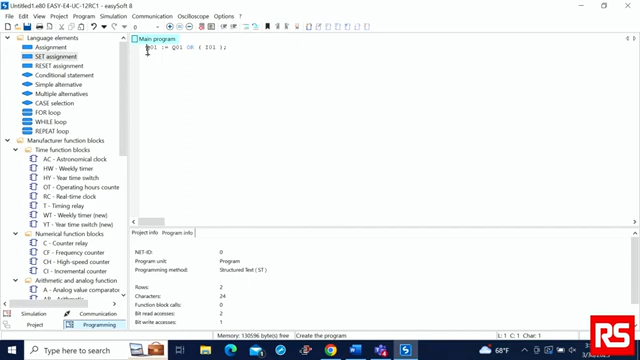 Untitled1.e80 EASY-E4-UC-12RC1 - easySoft 8
File Edit View Project Program Simulation Communication Oscilloscope Options ?
Language elements
Assignment
SET assignment
RESET assignment
Conditional statement
Simple alternative
Multiple alternatives
CASE selection
FOR loop
WHILE loop
REPEAT loop
Manufacturer function blocks
Time function blocks
AC - Astronomical clock
HW - Weekly timer
HY - Year time switch
OT - Operating hours counte
RC - Real-time clock
T - Timing relay
WT - Weekly timer (new)
YT - Year time switch (new)
Numerical function blocks
C - Counter relay
CF - Frequency counter
CH - High-speed counter
CI - Incremental counter
Arithmetic and analog function
A - Analog value comparator
Simulation
Communication
Project
Programming
Main program
Q01 := Q01 OR ( I01 );
Project info
Program info
NET-ID: 0
Program unit: Program
Programming method: Structured Text ( ST )
Rows: 2
Characters: 24
Function block calls: 0
Bit read accesses: 2
Bit write accesses: 1
Memory: 130596 byte(s) free
Create the program
L: 1 C: 1 Char: 1
Type here to search
68°F
RS